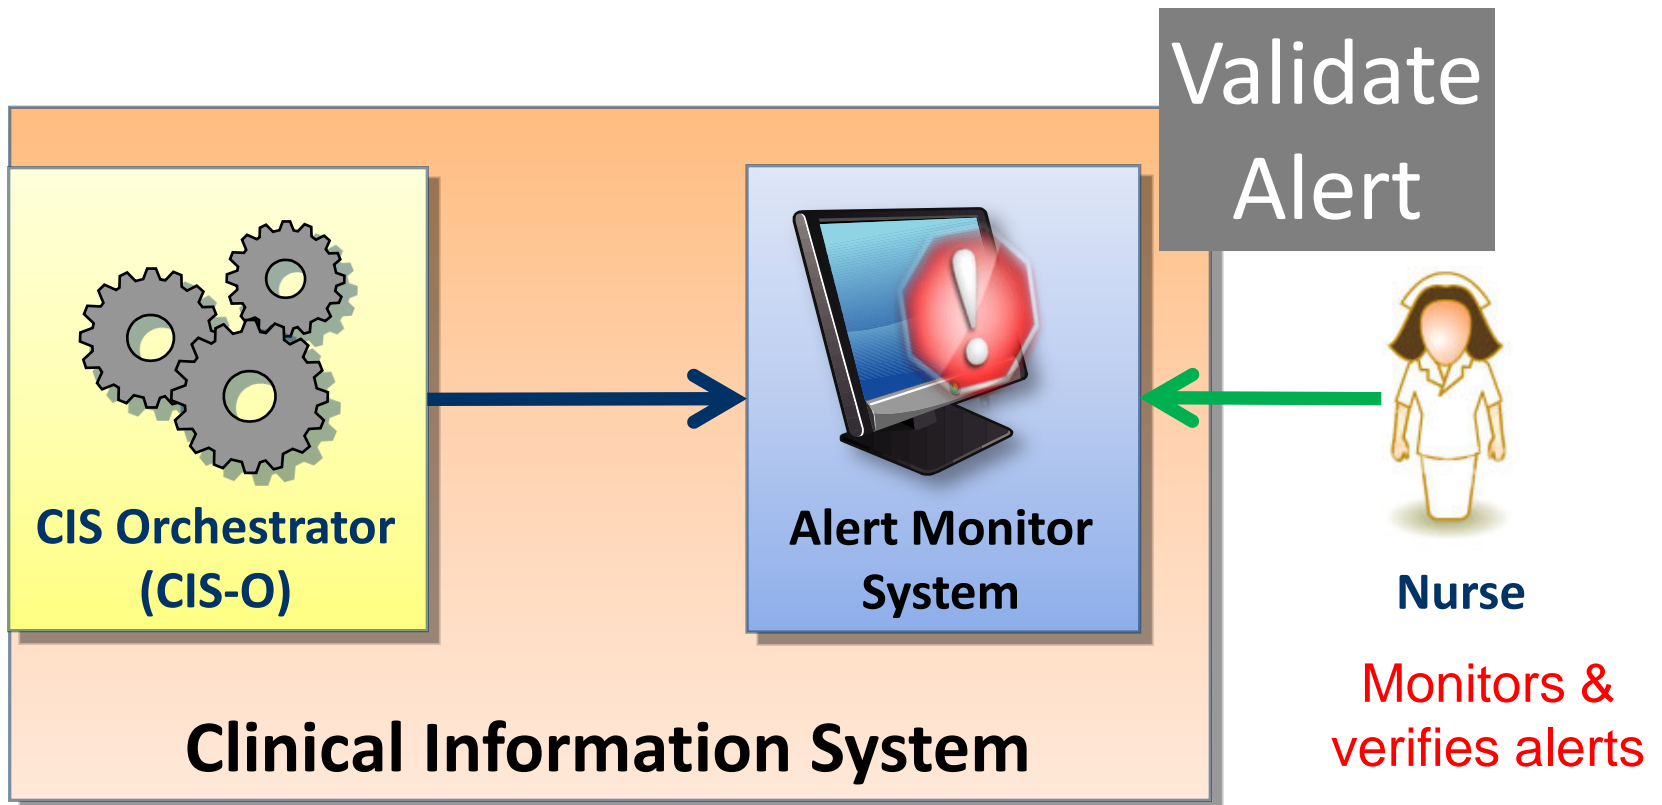 Validate
Alert
CIS Orchestrator
(CIS-O)
Alert Monitor
System
Nurse
Monitors &
verifies alerts
Clinical Information System